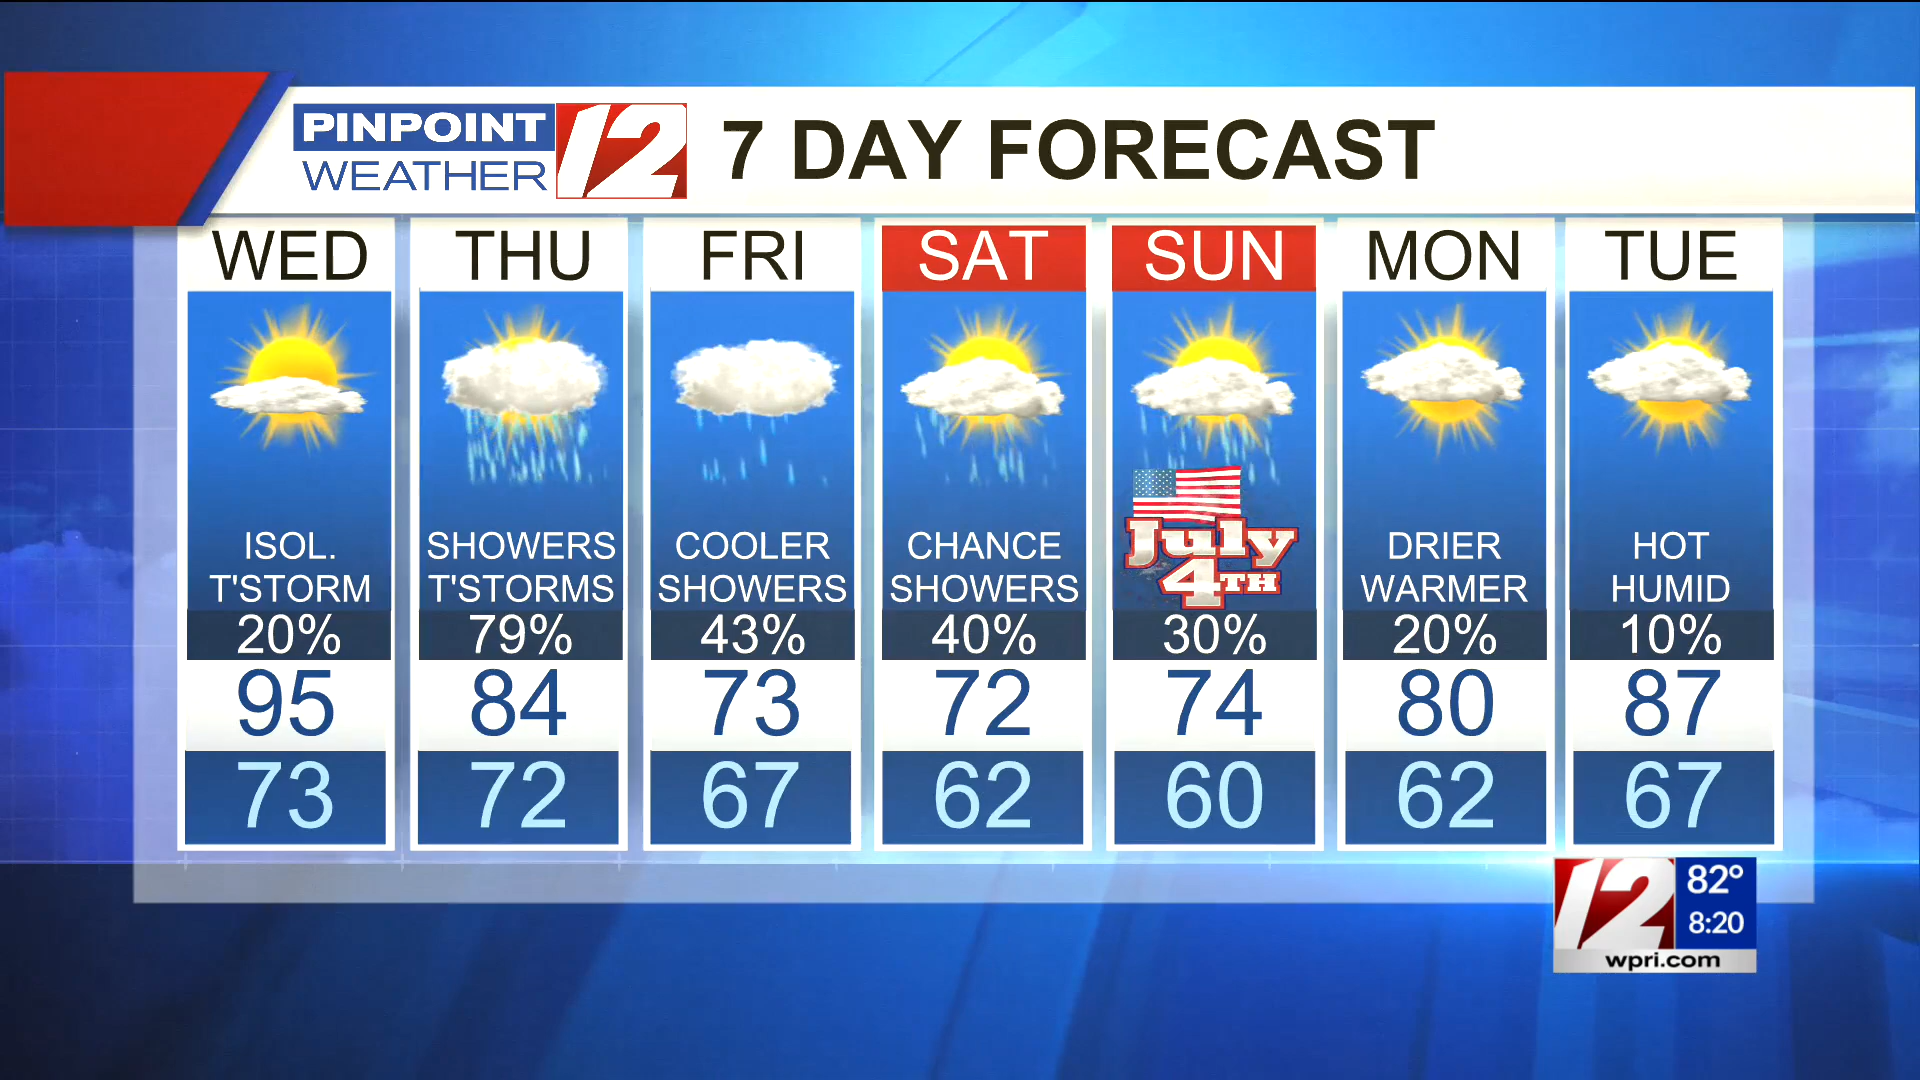 PINPOINT
WEATHER 12 7 DAY FORECAST
WED THU FRI SAT SUN MON TUE
ISOL. SHOWERS COOLER CHANCE July DRIER HOT
T'STORM T'STORMS SHOWERS SHOWERS 4TH WARMER HUMID
20% 79% 43% 40% 30% 20% 10%
95 84 73 72 74 80 87
73 72 67 62 60 62 67
12 82°
8:20
wpri.com